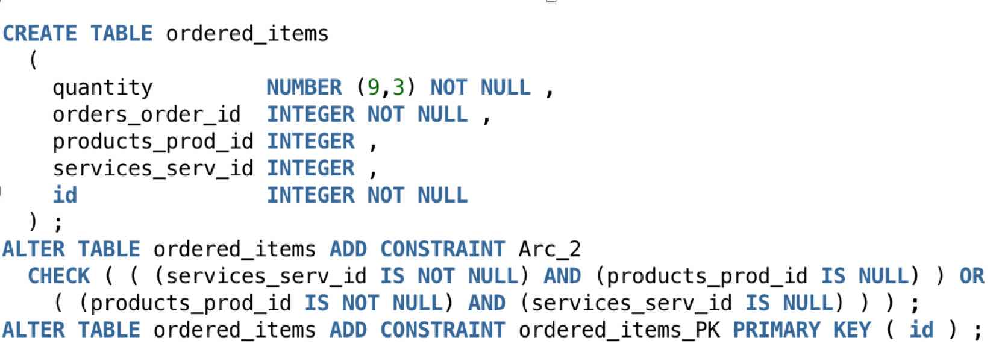 CREATE TABLE ordered_items
(
quantity NUMBER (9,3) NOT NULL ,
orders_order_id INTEGER NOT NULL ,
products_prod_id INTEGER ,
services_serv_id INTEGER ,
id INTEGER NOT NULL
) ;
ALTER TABLE ordered_items ADD CONSTRAINT Arc_2
CHECK ( ( (services_serv_id IS NOT NULL) AND (products_prod_id IS NULL) ) OR
( (products_prod_id IS NOT NULL) AND (services_serv_id IS NULL) ) ) ;
ALTER TABLE ordered_items ADD CONSTRAINT ordered_items_PK PRIMARY KEY ( id ) ;